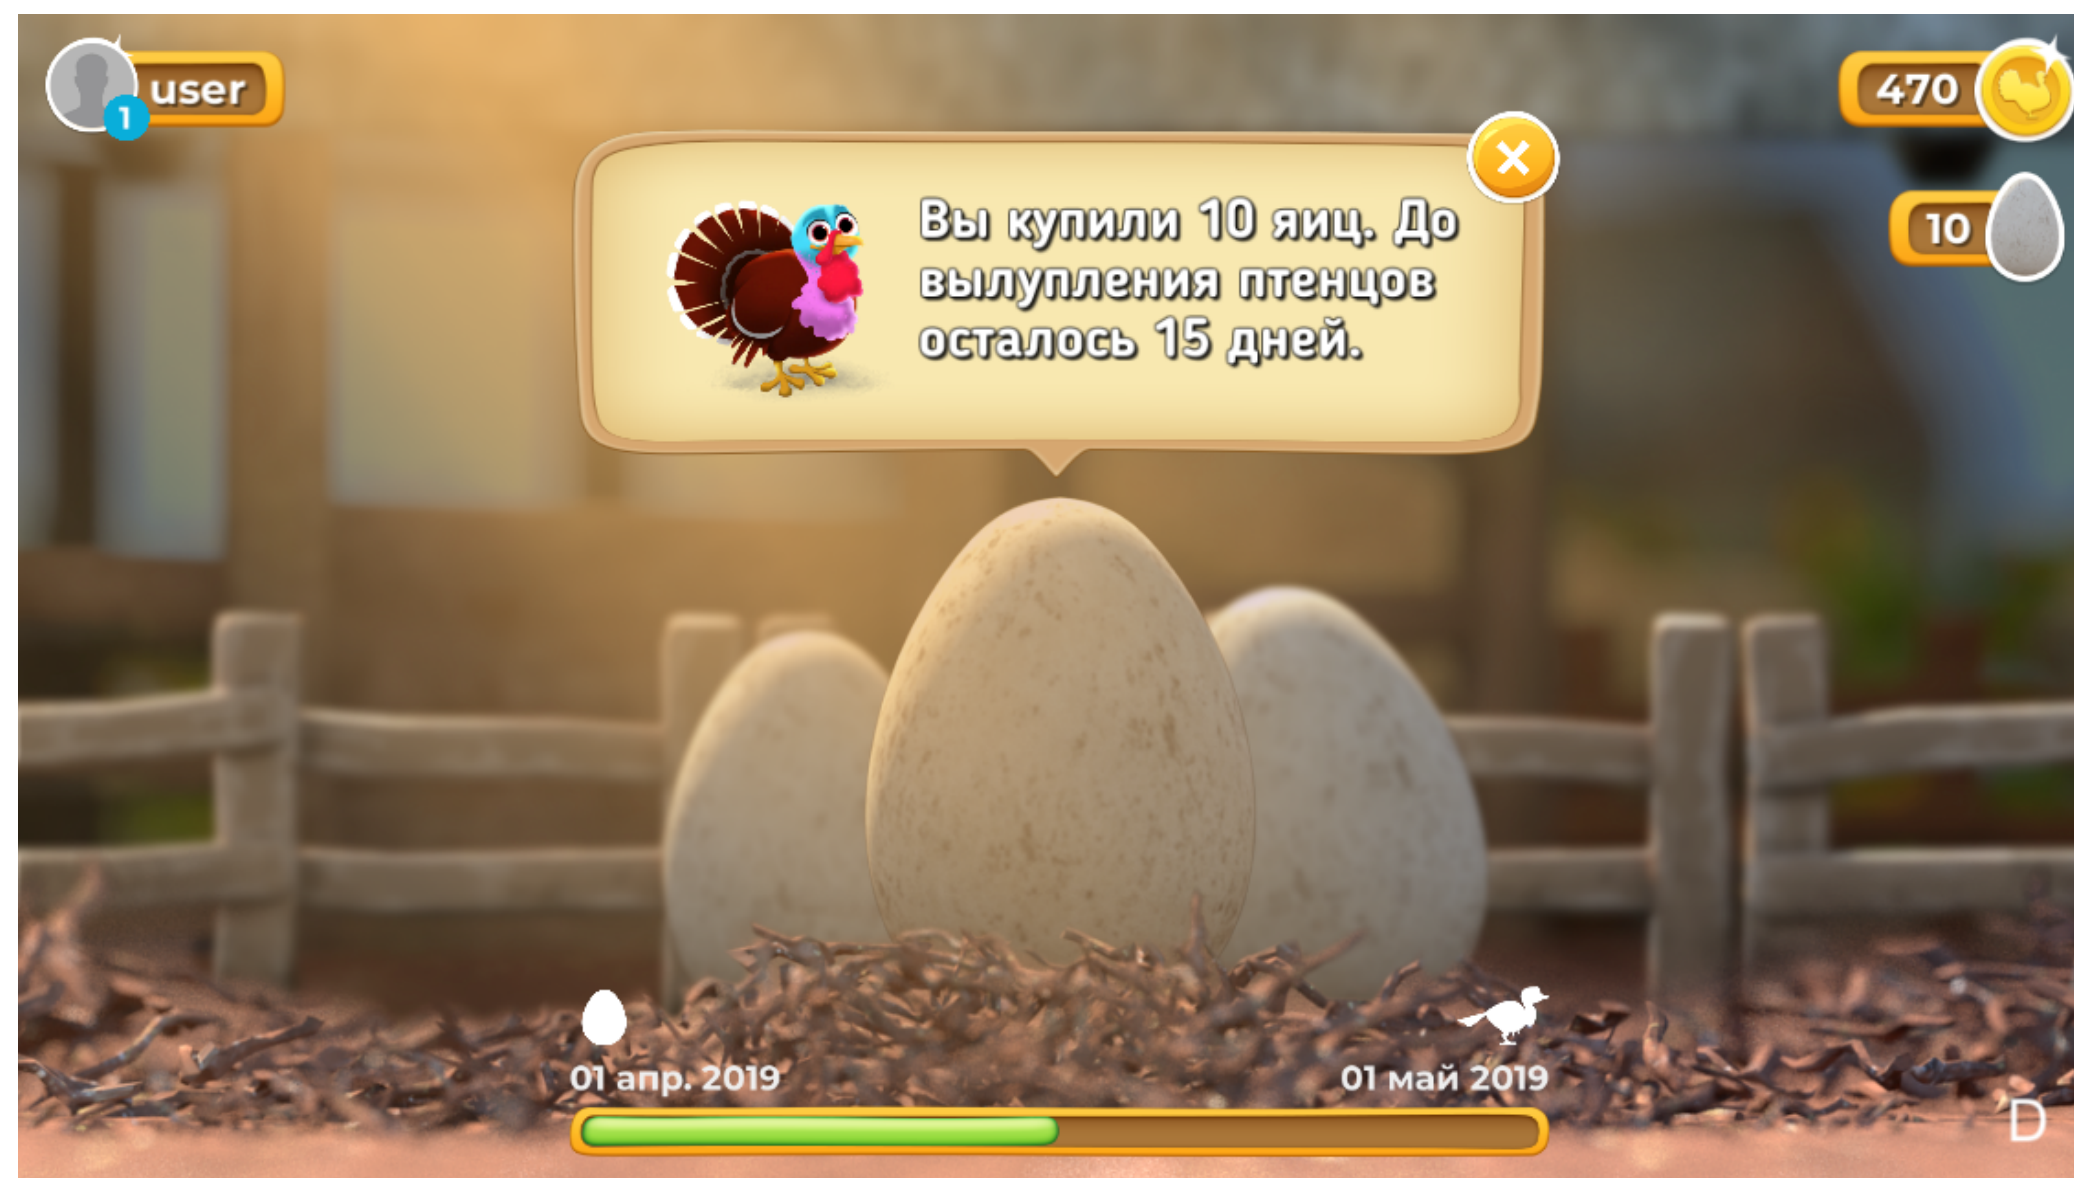 user
1
470
10
Вы купили 10 яиц. До
вылупления птенцов
осталось 15 дней.
01 апр. 2019
01 май 2019
D